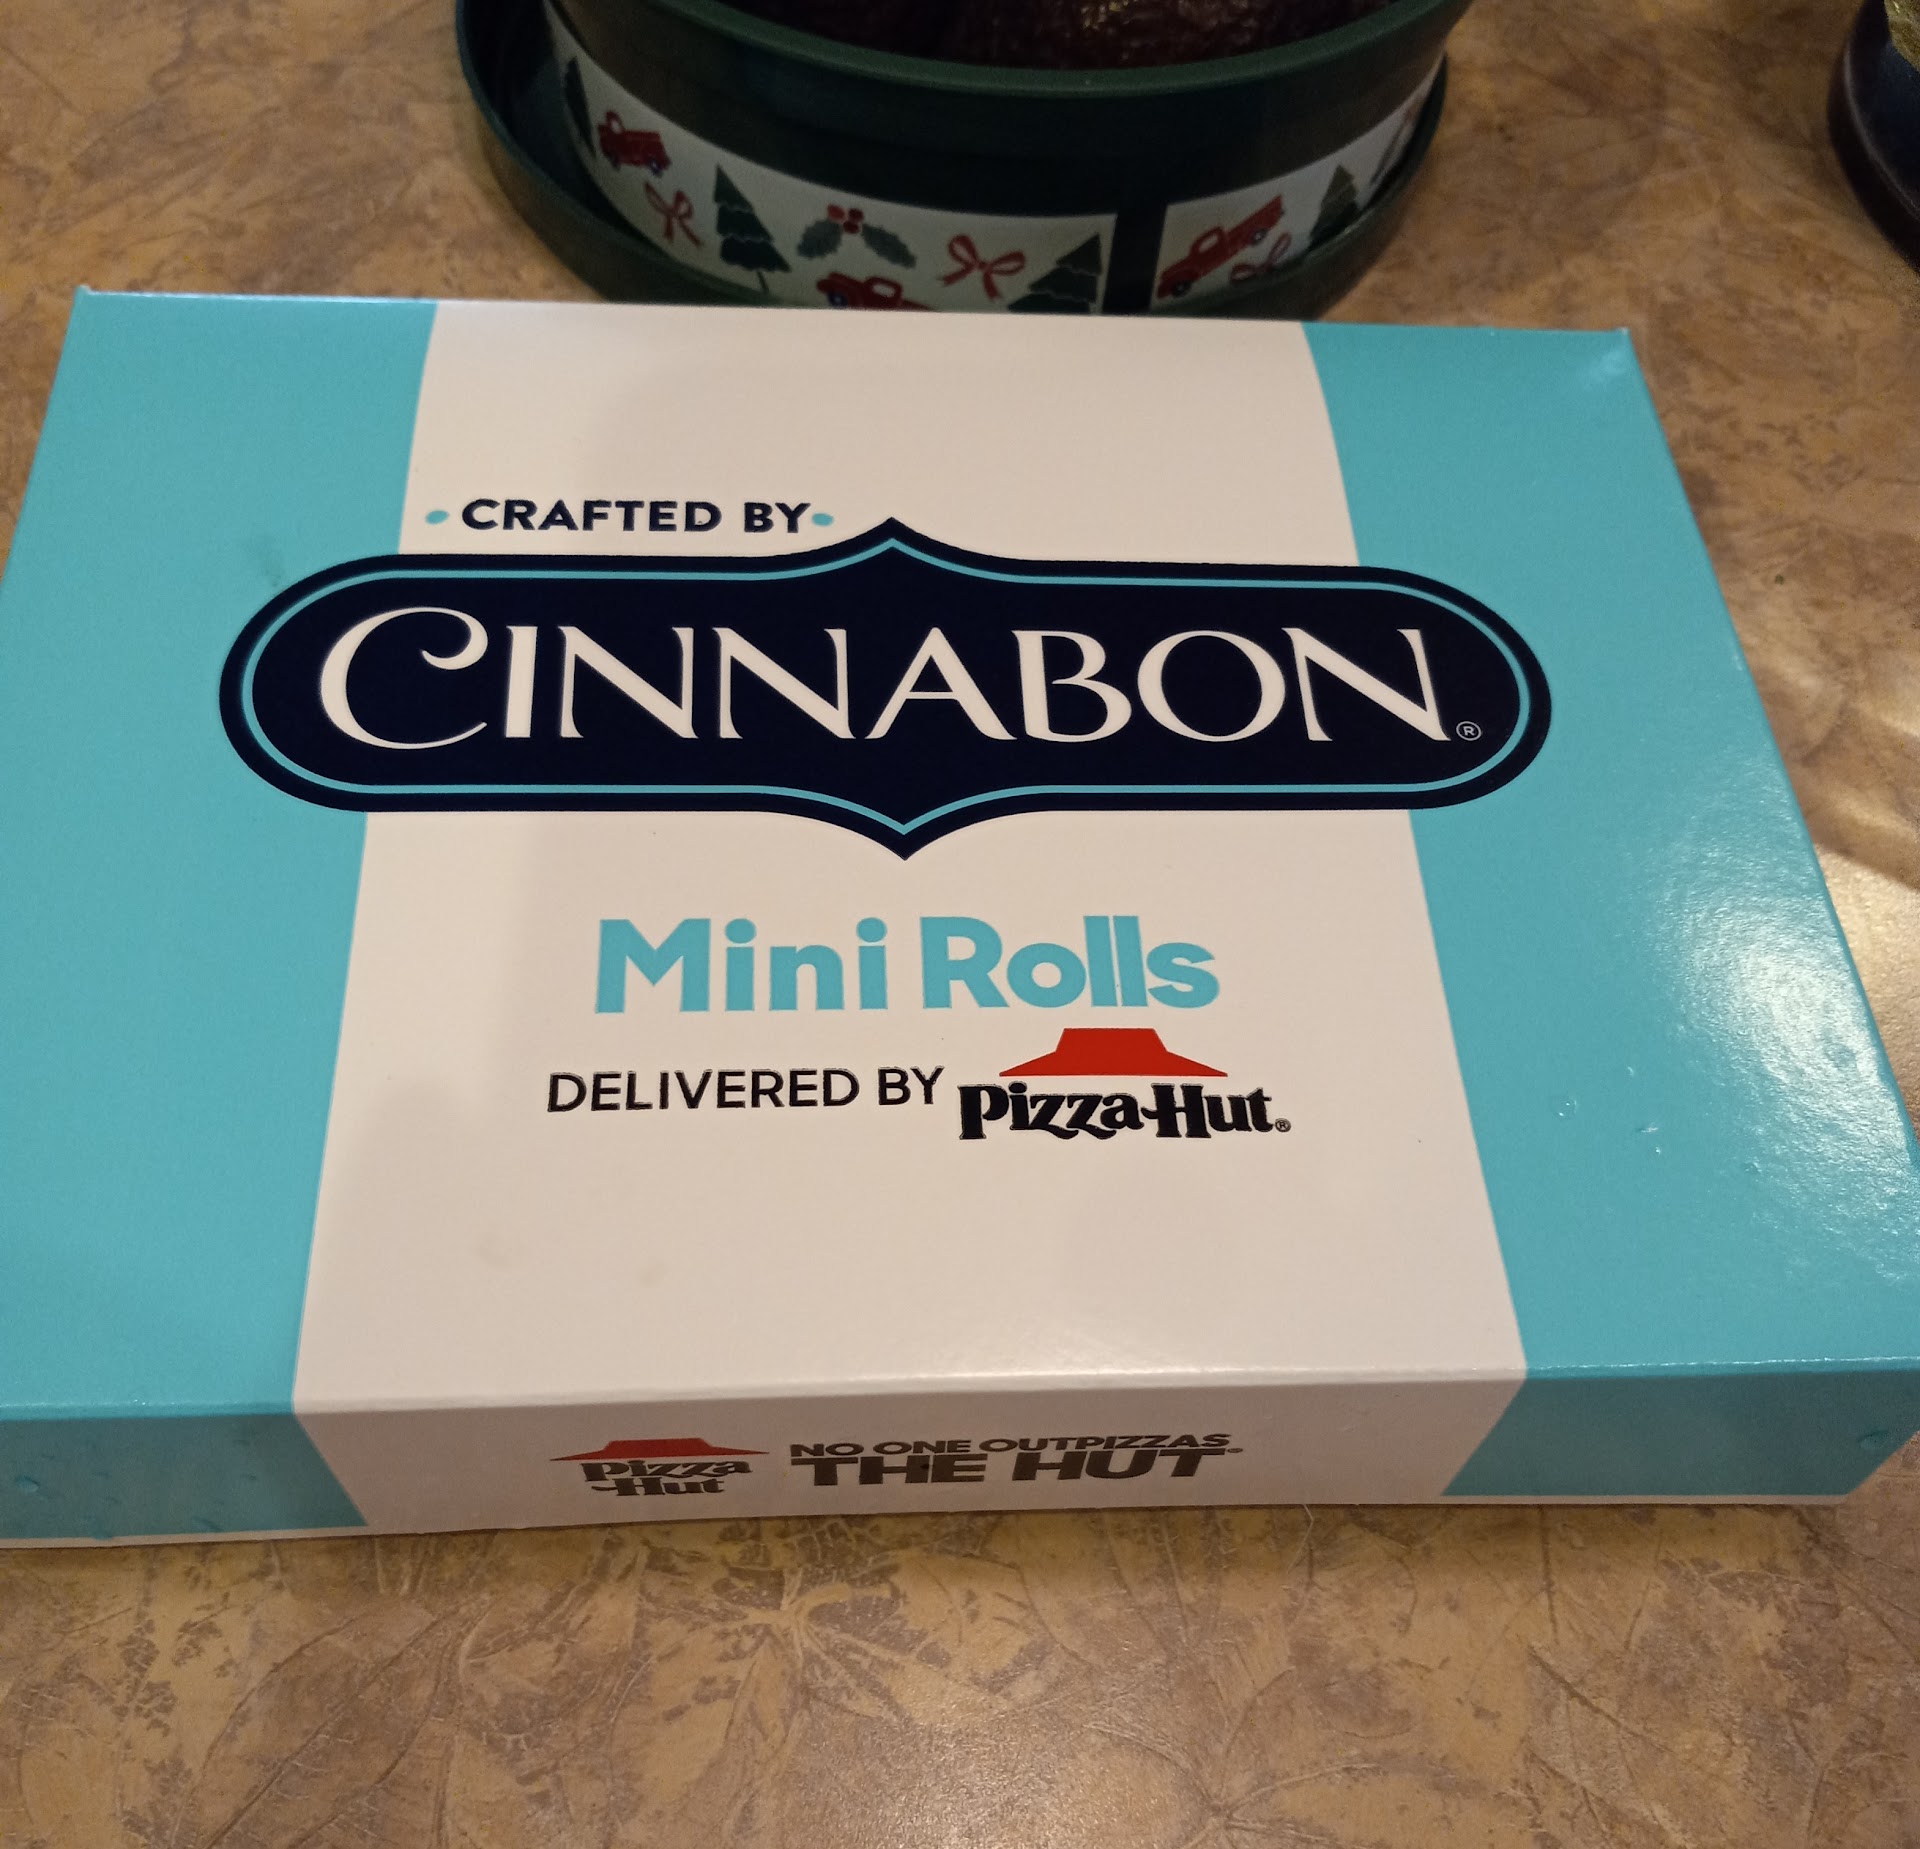 •CRAFTED BY•
CINNABON®
Mini Rolls
DELIVERED BY Pizza Hut®
Pizza
Hut
NO ONE OUTPIZZAS
THE HUT